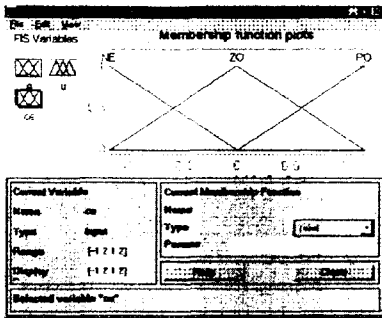 File Edit View
FIS Variables
Membership function plots
NE ZO PO
u
ce
0
Current Variable
Name ce
Type input
Range [-1.2 1.2]
Display [-1.2 1.2]
Current Membership Function
Name
Type
Params
Help Close
Selected variable "ce"